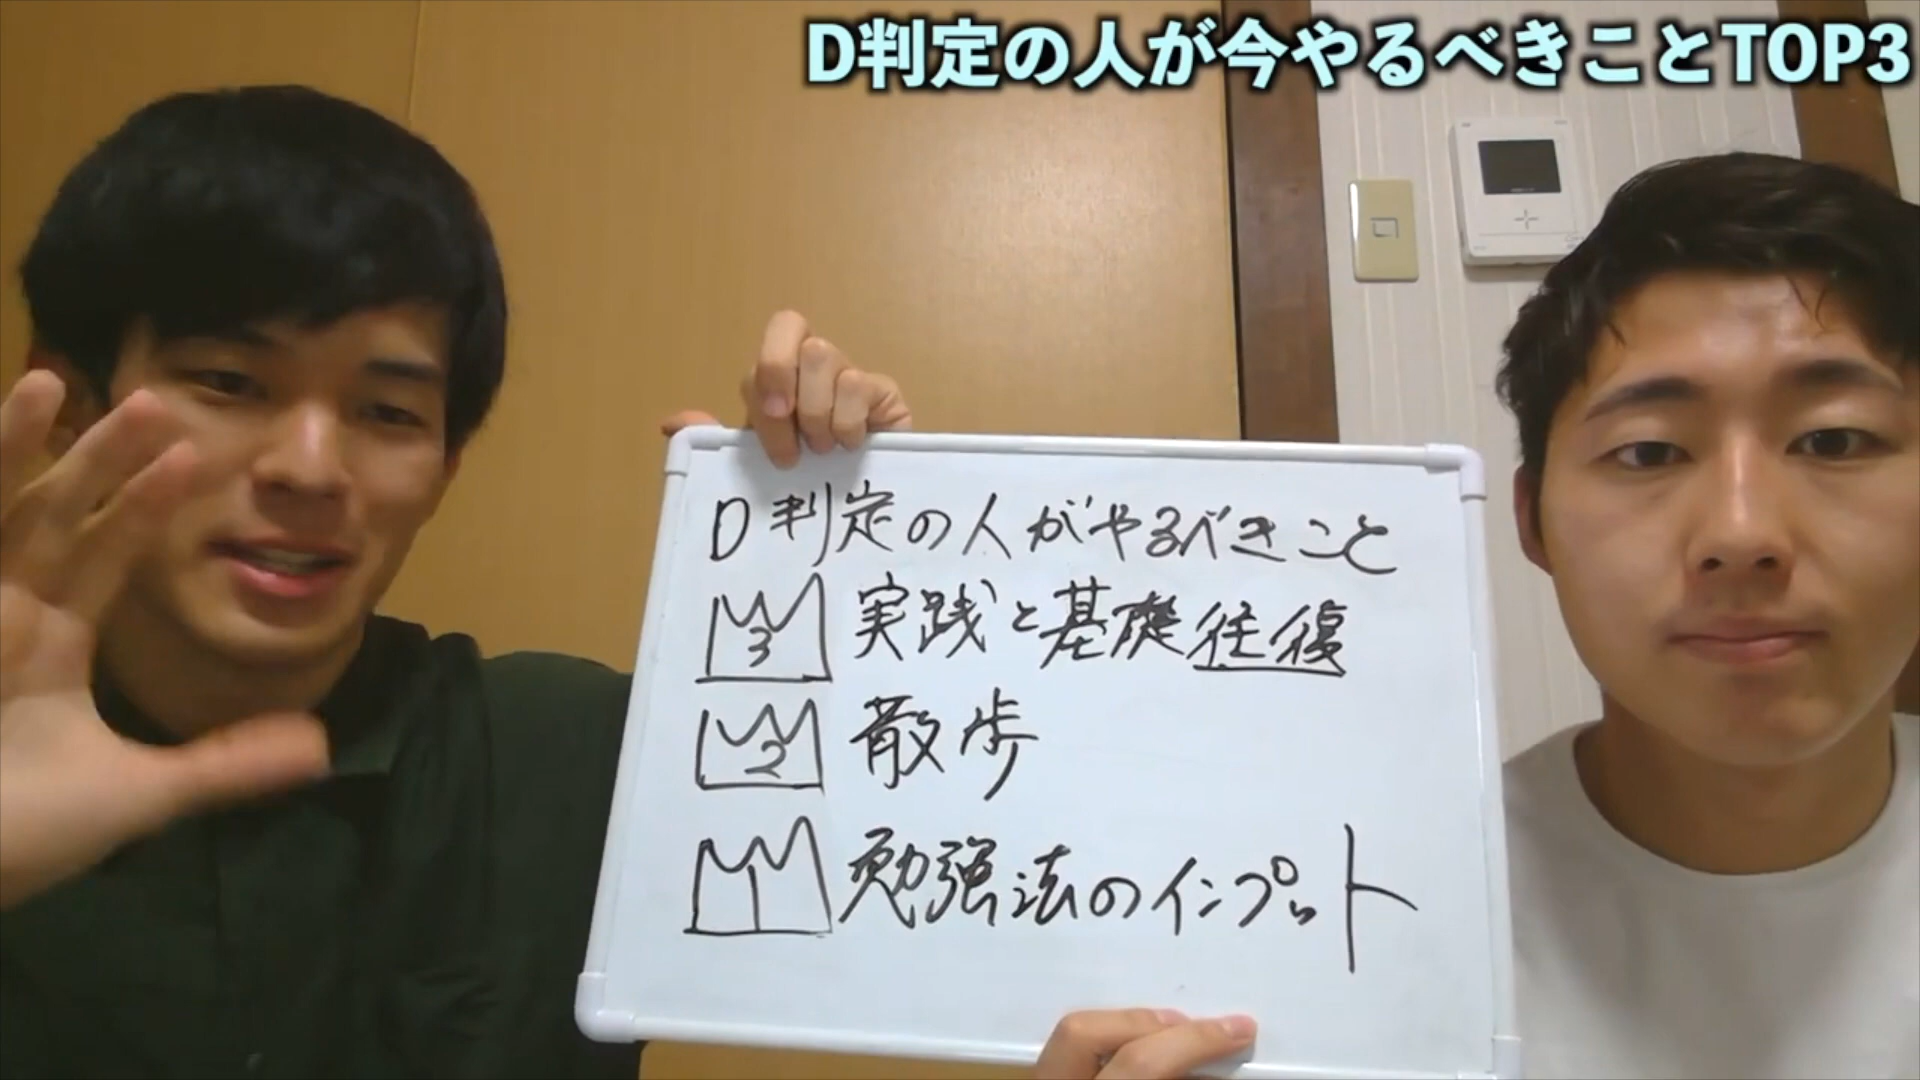 D判定の人が今やるべきことTOP3
D判定の人がやるべきこと
3 実践と基礎往復
2 散歩
1 勉強法のインプット